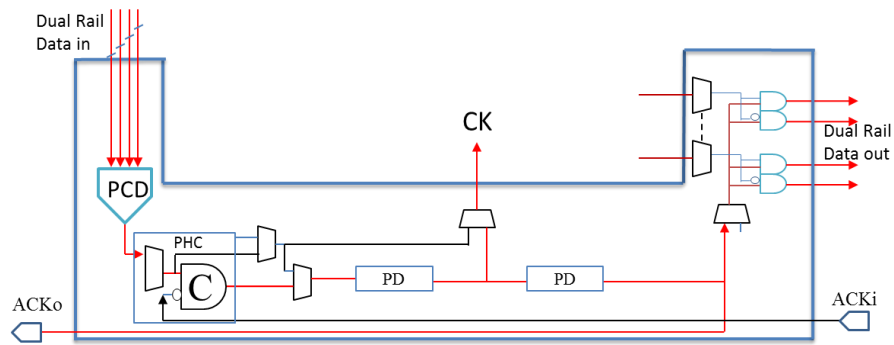 Dual Rail
Data in
CK
Dual Rail
Data out
PCD
PHC
C
PD
PD
ACKo
ACKi